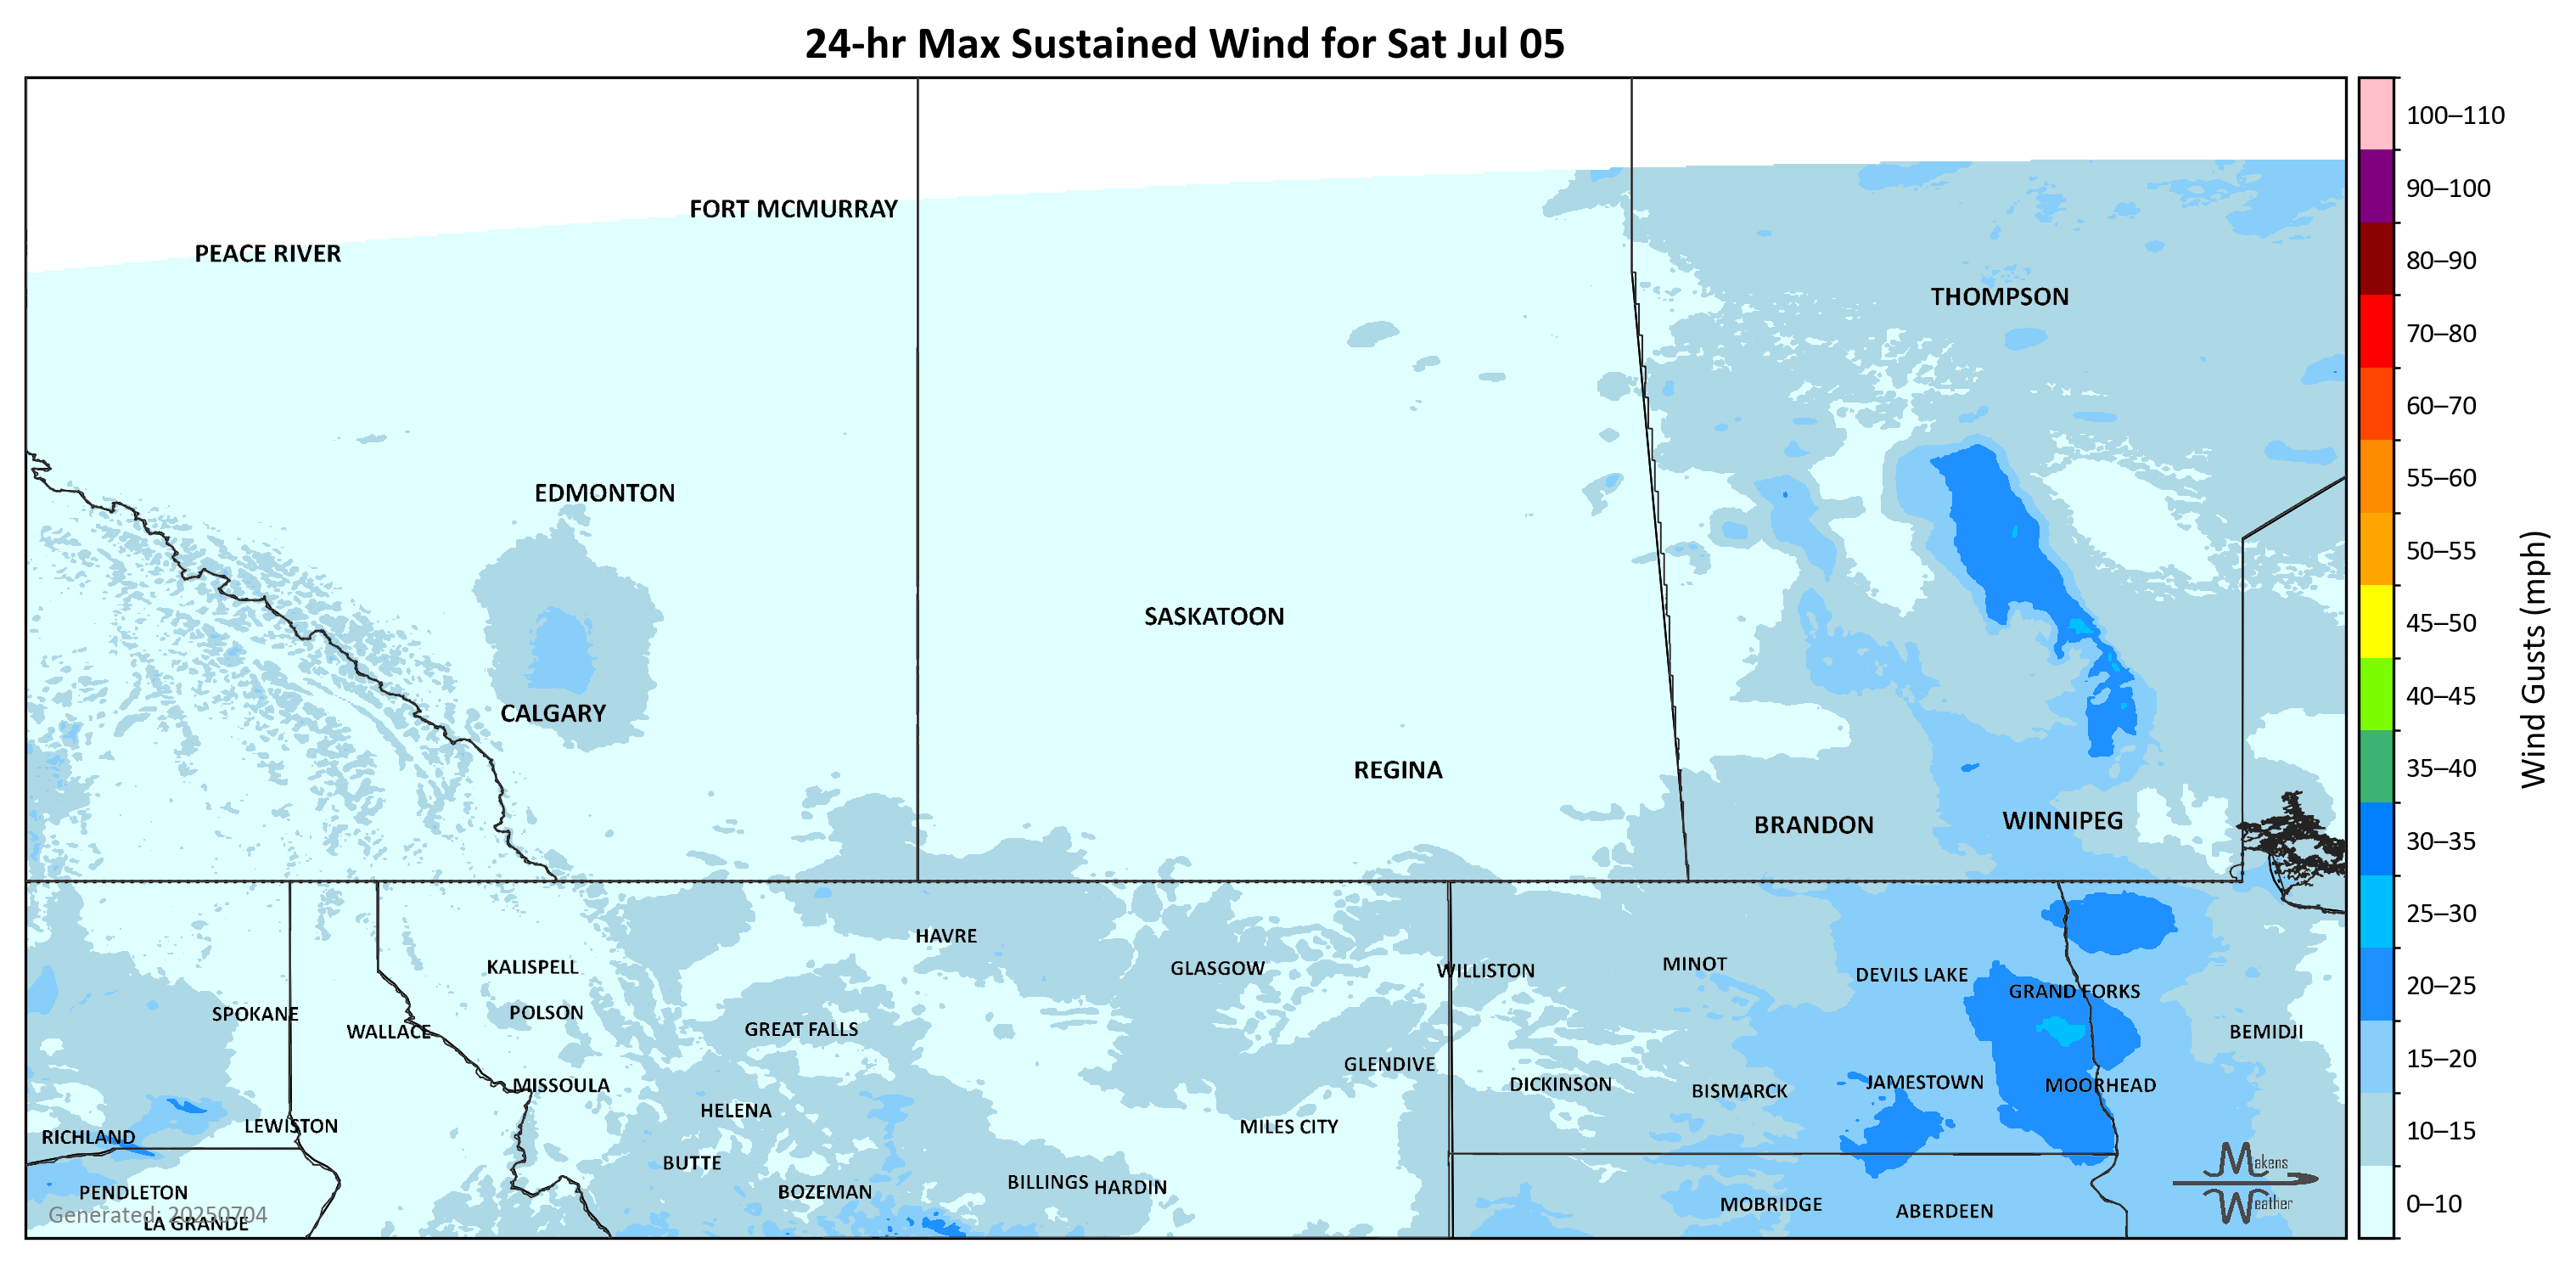 24-hr Max Sustained Wind for Sat Jul 05
FORT MCMURRAY
PEACE RIVER
THOMPSON
EDMONTON
SASKATOON
CALGARY
REGINA
BRANDON
WINNIPEG
HAVRE
KALISPELL
GLASGOW
WILLISTON
MINOT
DEVILS LAKE
GRAND FORKS
SPOKANE
POLSON
WALLACE
GREAT FALLS
BEMIDJI
GLENDIVE
MISSOULA
DICKINSON
BISMARCK
JAMESTOWN
MOORHEAD
HELENA
LEWISTON
MILES CITY
RICHLAND
BUTTE
BILLINGS
HARDIN
PENDLETON
BOZEMAN
MOBRIDGE
ABERDEEN
LA GRANDE
Generated: 20250704
Makens
Weather
100–110
90–100
80–90
70–80
60–70
55–60
50–55
45–50
40–45
35–40
30–35
25–30
20–25
15–20
10–15
0–10
Wind Gusts (mph)